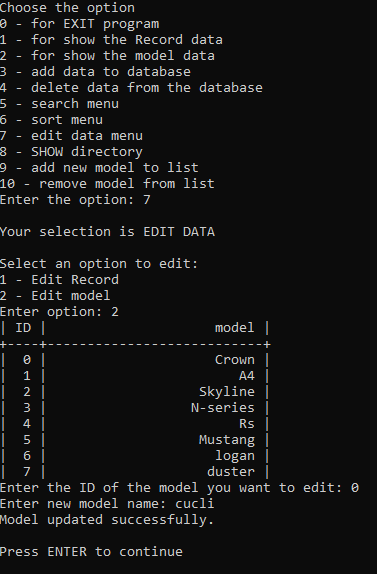 Choose the option
0 - for EXIT program
1 - for show the Record data
2 - for show the model data
3 - add data to database
4 - delete data from the database
5 - search menu
6 - sort menu
7 - edit data menu
8 - SHOW directory
9 - add new model to list
10 - remove model from list
Enter the option: 7

Your selection is EDIT DATA

Select an option to edit:
1 - Edit Record
2 - Edit model
Enter option: 2
| ID |                     model |
+----+---------------------------+
|  0 |                     Crown |
|  1 |                        A4 |
|  2 |                   Skyline |
|  3 |                  N-series |
|  4 |                        Rs |
|  5 |                   Mustang |
|  6 |                     logan |
|  7 |                    duster |
Enter the ID of the model you want to edit: 0
Enter new model name: cucli
Model updated successfully.

Press ENTER to continue